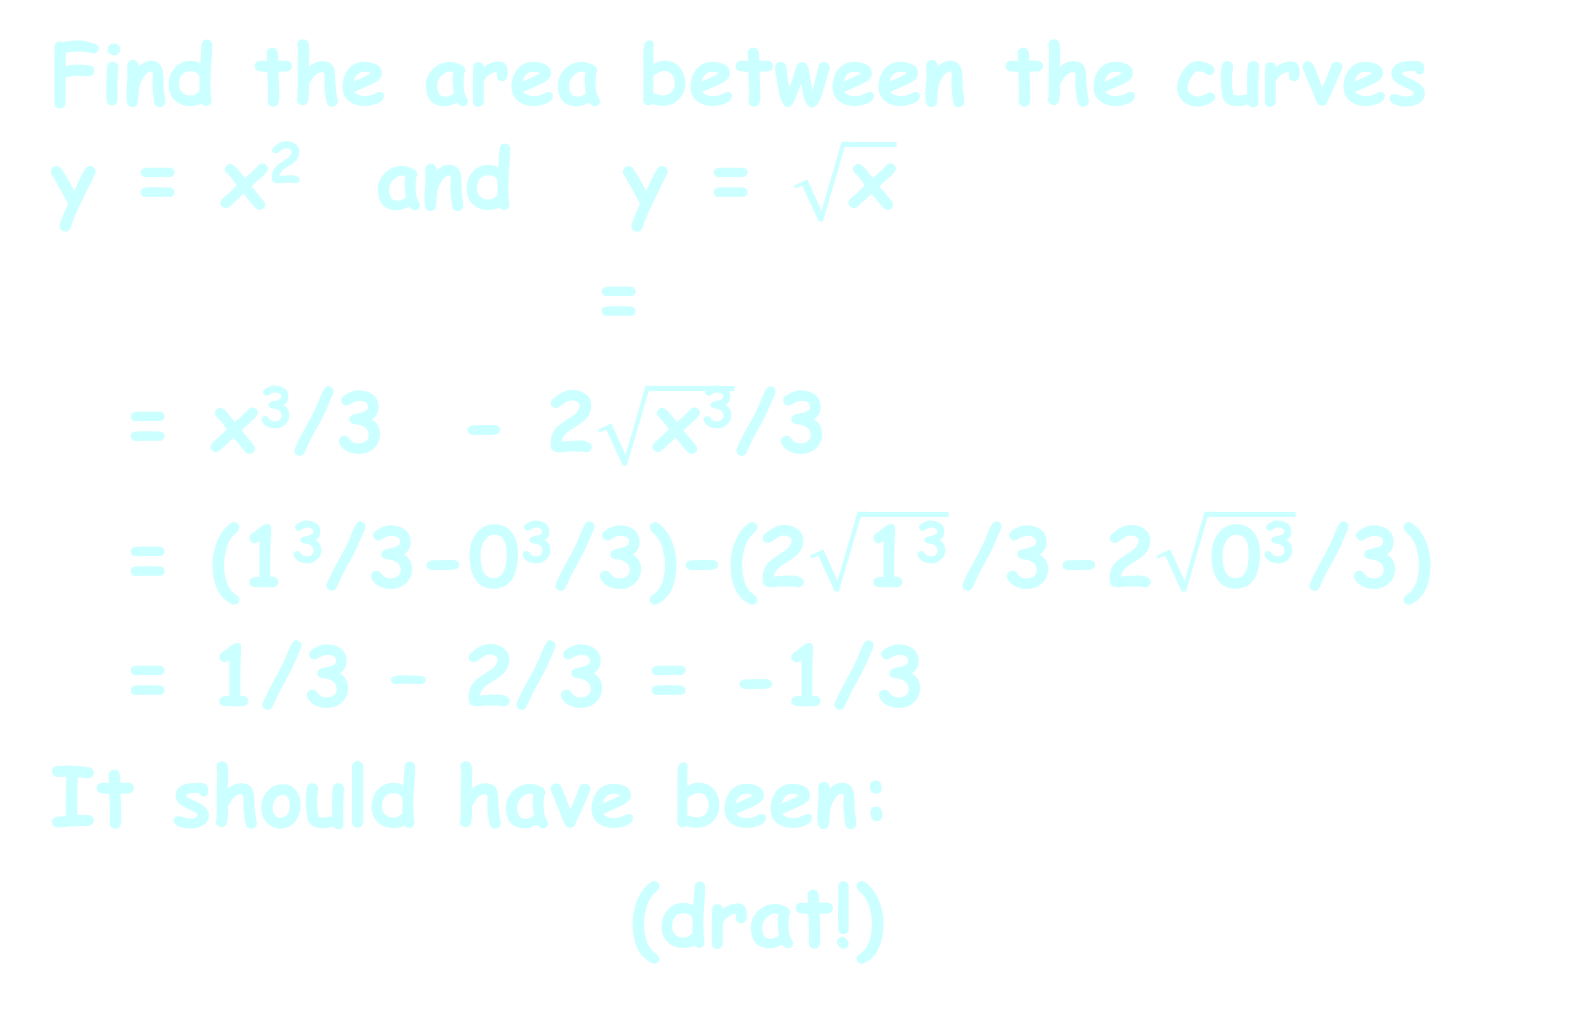 Find the area between the curves
y = x² and y = √x
=
= x³/3 - 2√x³/3
= (1³/3-0³/3)-(2√1³/3-2√0³/3)
= 1/3 – 2/3 = -1/3
It should have been:
(drat!)